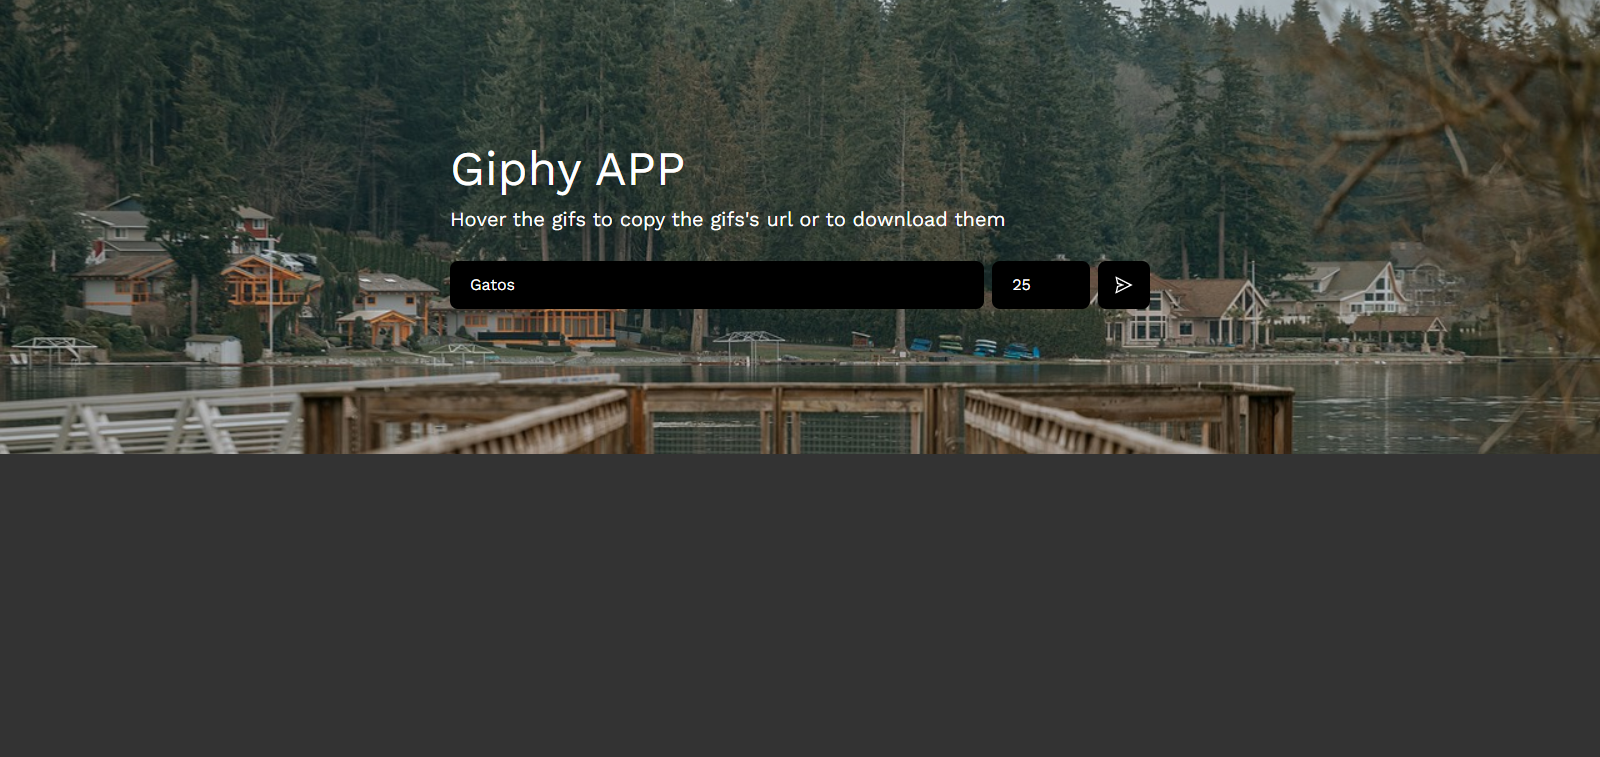 Giphy APP
Hover the gifs to copy the gifs's url or to download them
Gatos
25